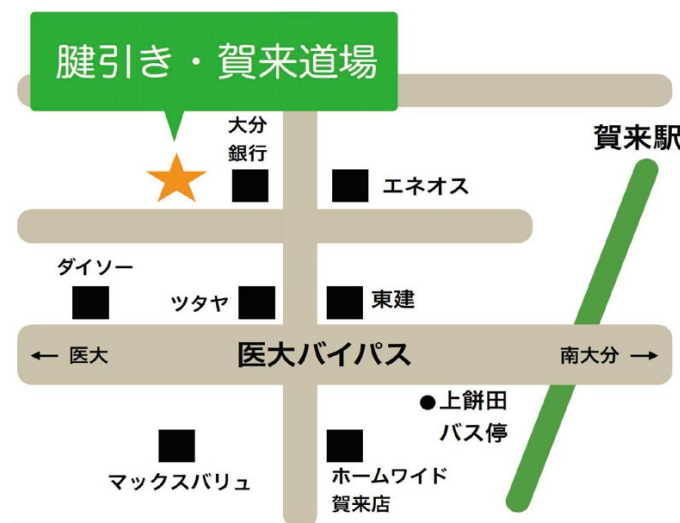 腱引き・賀来道場
大分
銀行
賀来駅
エネオス
ダイソー
ツタヤ
東建
← 医大
医大バイパス
南大分 →
●上餅田
バス停
マックスバリュ
ホームワイド
賀来店